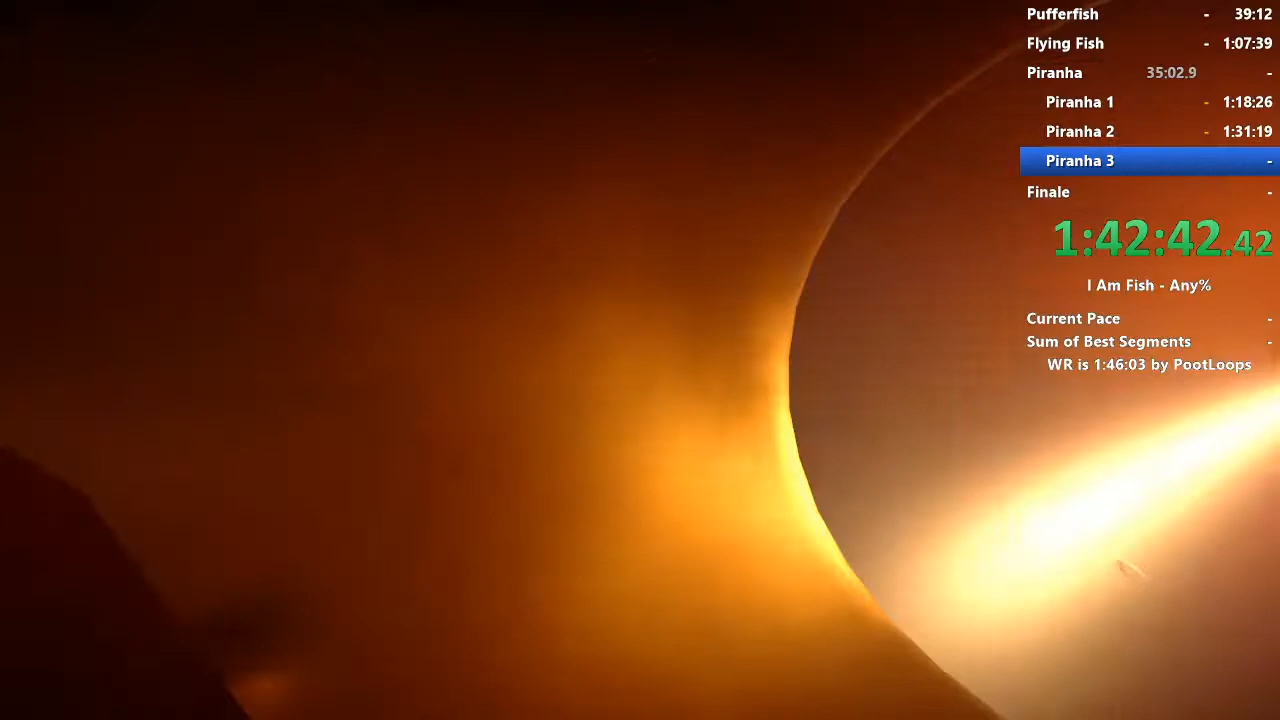 Pufferfish - 39:12
Flying Fish - 1:07:39
Piranha 35:02.9 -
Piranha 1 - 1:18:26
Piranha 2 - 1:31:19
Piranha 3 -
Finale -
1:42:42.42
I Am Fish - Any%
Current Pace -
Sum of Best Segments -
WR is 1:46:03 by PootLoops